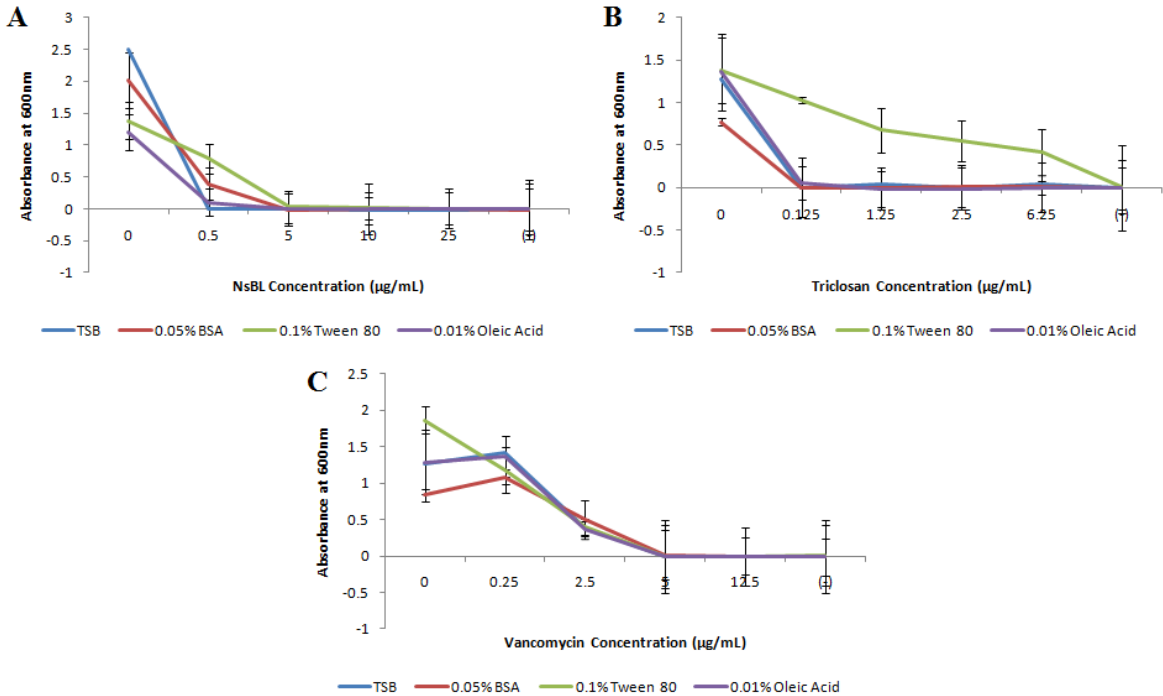 A
3
2.5
2
1.5
1
0.5
0
-0.5
-1
Absorbance at 600nm
0 0.5 5 10 25 (-)
NsBL Concentration (µg/mL)
TSB 0.05% BSA 0.1% Tween 80 0.01% Oleic Acid
B
2
1.5
1
0.5
0
-0.5
-1
Absorbance at 600nm
0 0.125 1.25 2.5 6.25
Triclosan Concentration (µg/mL)
TSB 0.05% BSA 0.1% Tween 80 0.01% Oleic Acid
C
2.5
2
1.5
1
0.5
0
-0.5
-1
Absorbance at 600nm
0 0.25 2.5 5 12.5
Vancomycin Concentration (µg/mL)
TSB 0.05% BSA 0.1% Tween 80 0.01% Oleic Acid